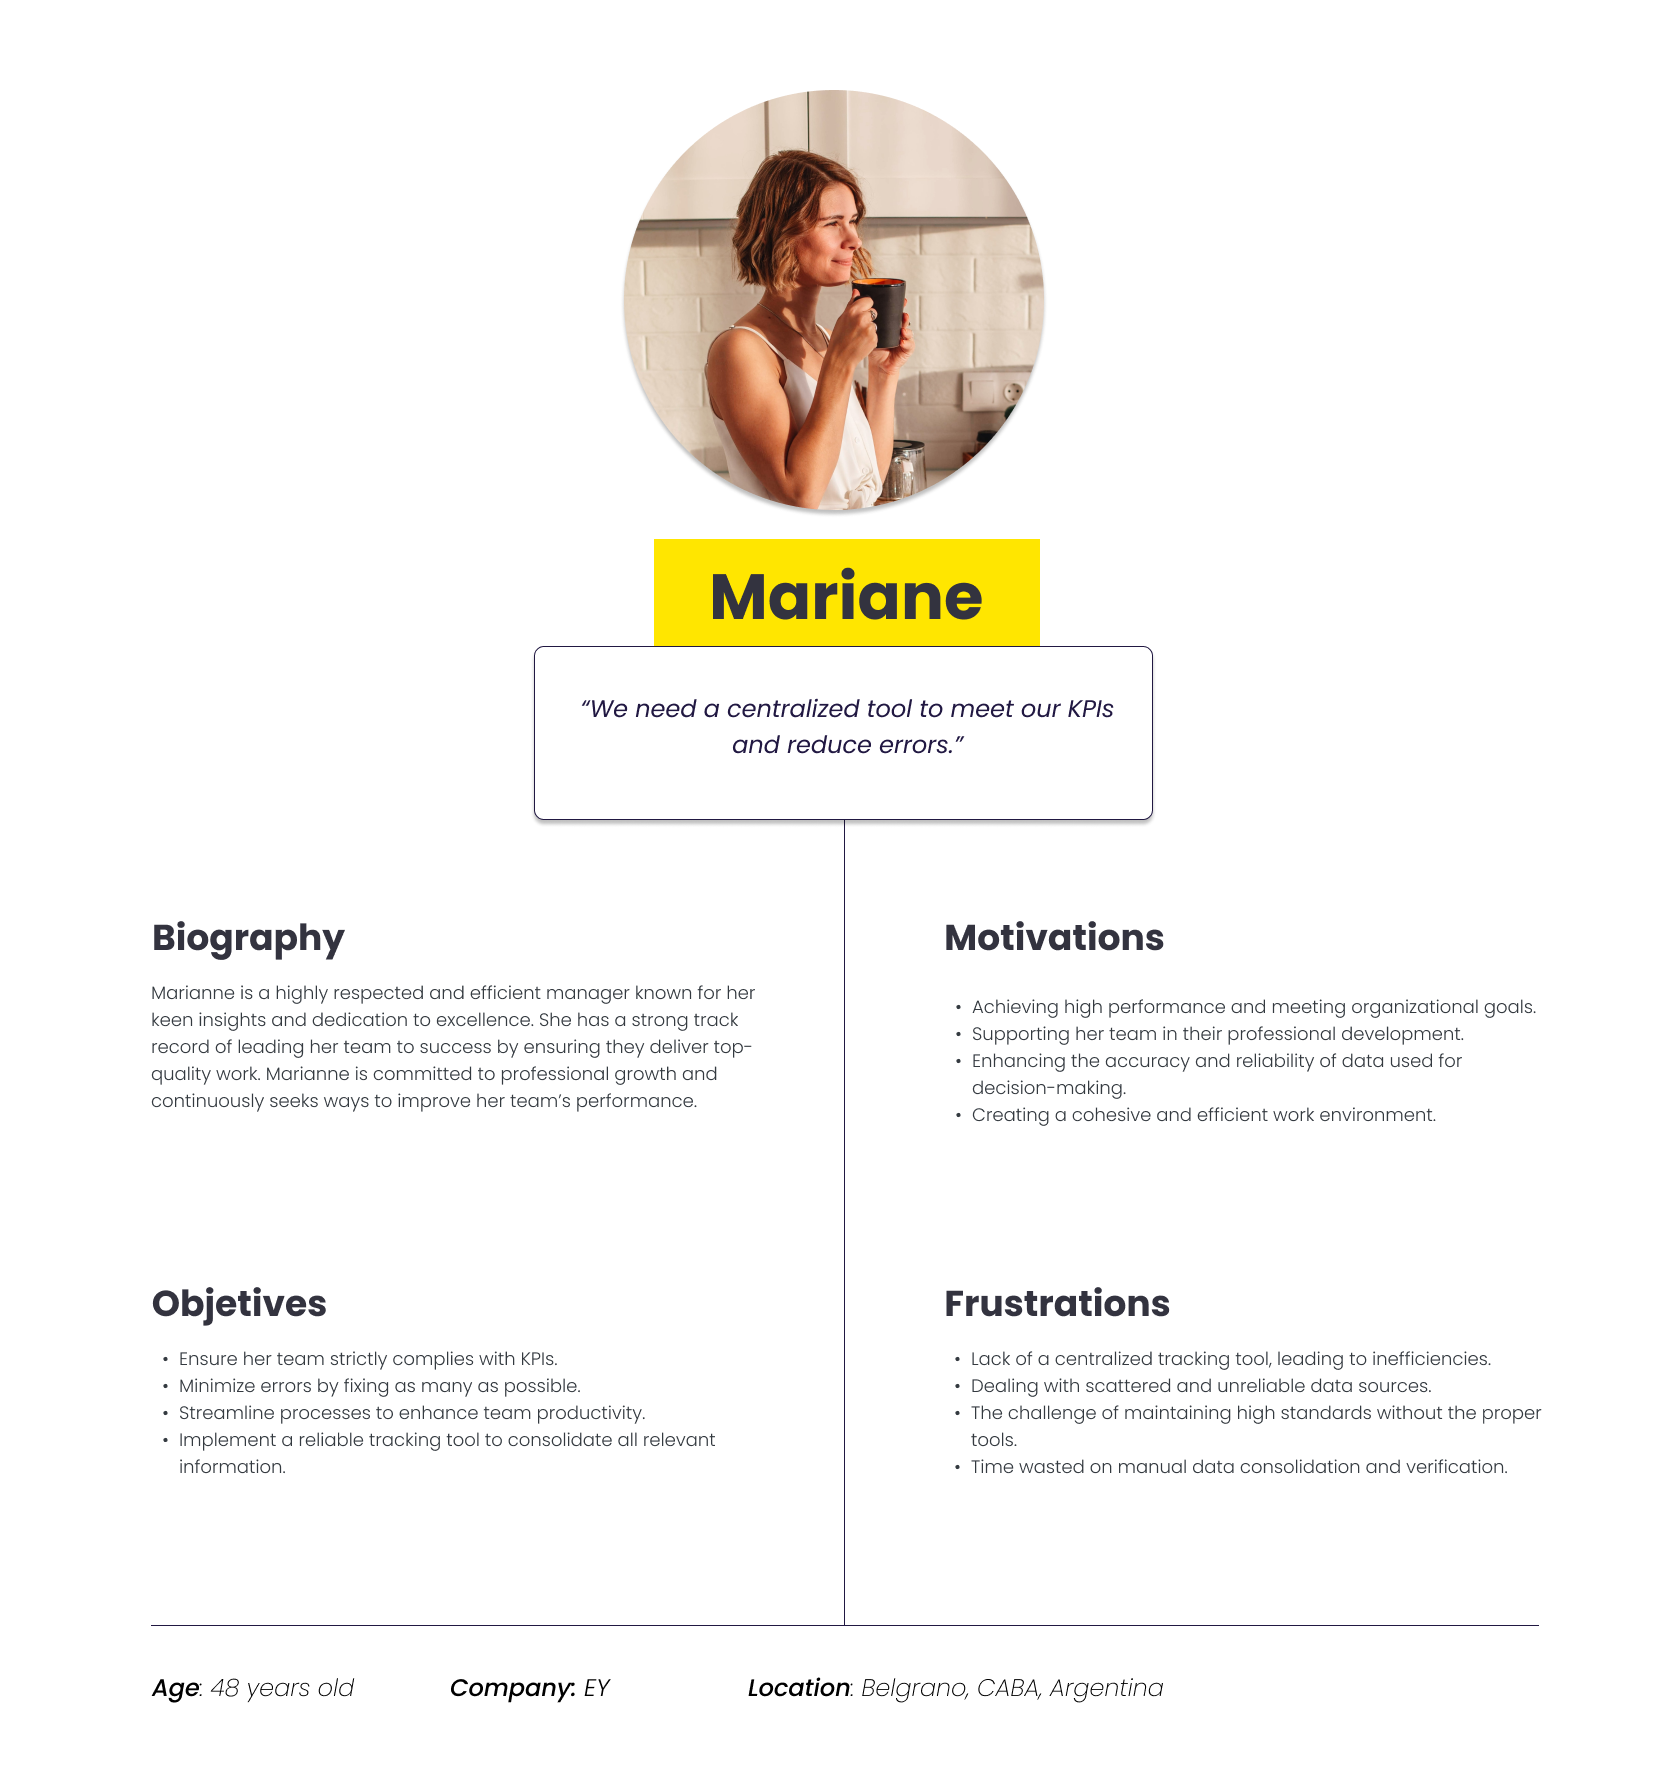 Mariane
“We need a centralized tool to meet our KPIs
and reduce errors.”
Biography
Marianne is a highly respected and efficient manager known for her
keen insights and dedication to excellence. She has a strong track
record of leading her team to success by ensuring they deliver top-
quality work. Marianne is committed to professional growth and
continuously seeks ways to improve her team’s performance.
Motivations
• Achieving high performance and meeting organizational goals.
• Supporting her team in their professional development.
• Enhancing the accuracy and reliability of data used for
decision-making.
• Creating a cohesive and efficient work environment.
Objetives
• Ensure her team strictly complies with KPIs.
• Minimize errors by fixing as many as possible.
• Streamline processes to enhance team productivity.
• Implement a reliable tracking tool to consolidate all relevant
information.
Frustrations
• Lack of a centralized tracking tool, leading to inefficiencies.
• Dealing with scattered and unreliable data sources.
• The challenge of maintaining high standards without the proper
tools.
• Time wasted on manual data consolidation and verification.
Age: 48 years old Company: EY Location: Belgrano, CABA, Argentina